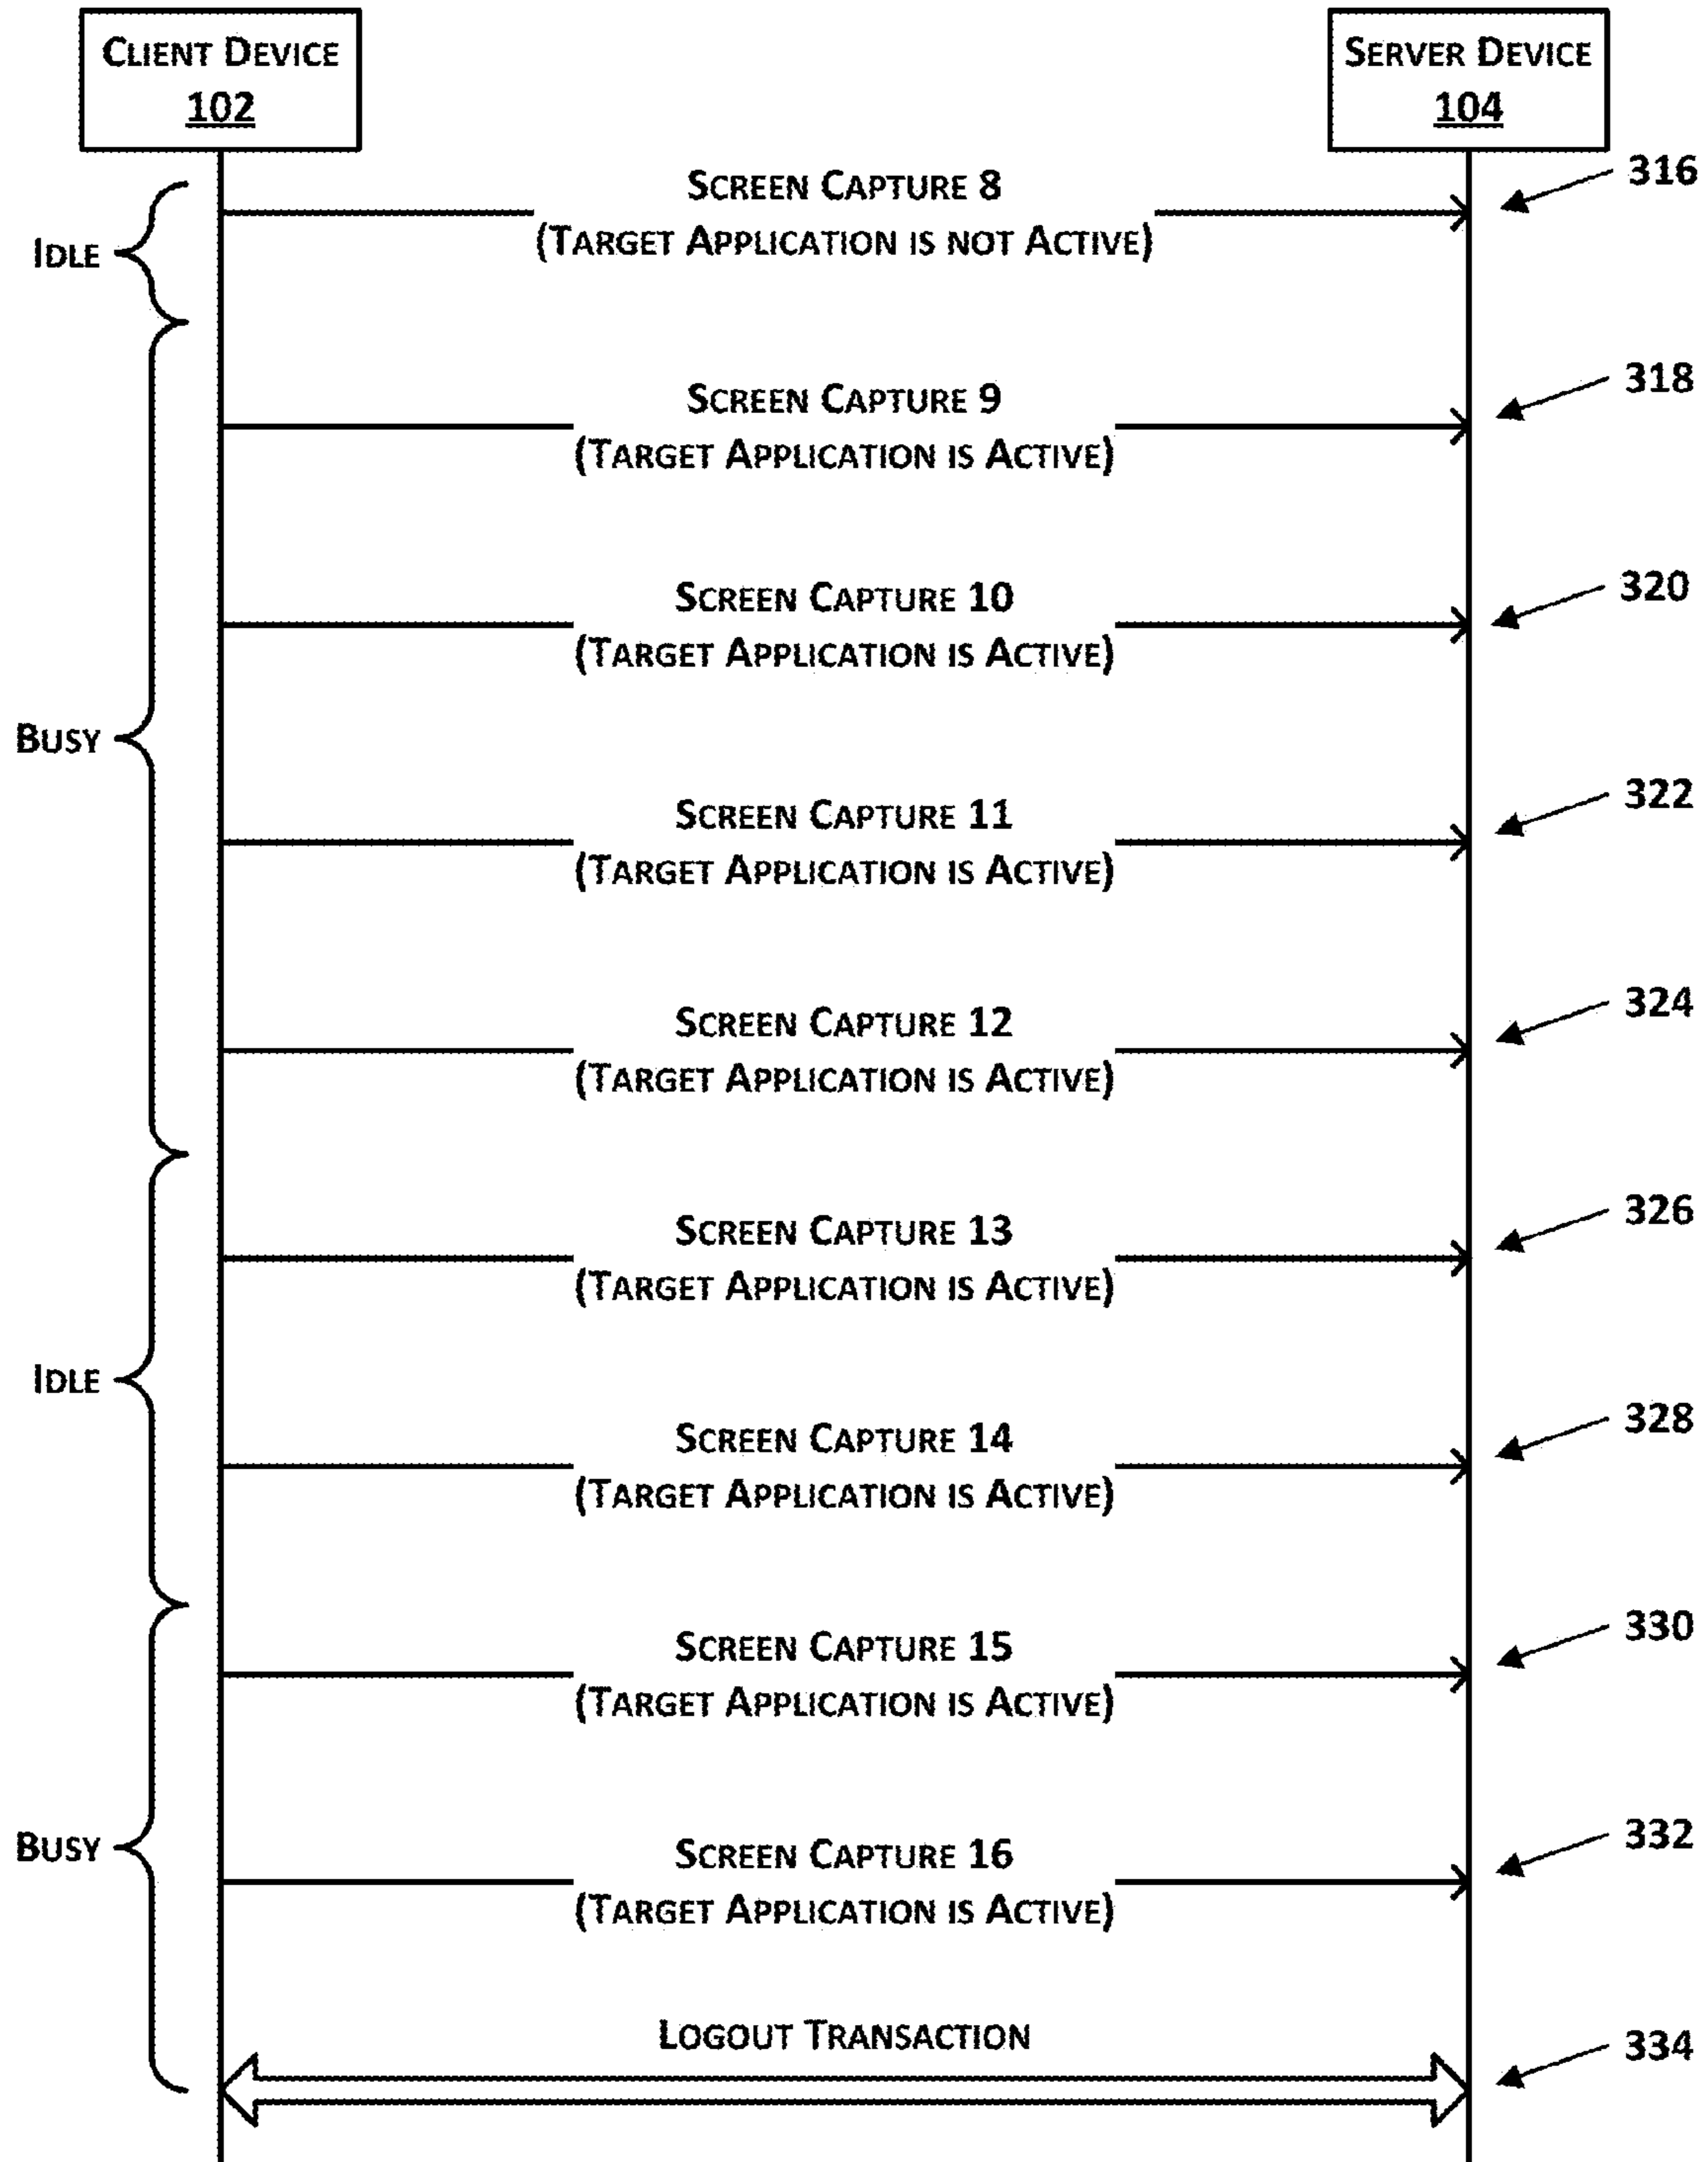 CLIENT DEVICE
102
SERVER DEVICE
104
SCREEN CAPTURE 8
(TARGET APPLICATION IS NOT ACTIVE)
316
IDLE
SCREEN CAPTURE 9
(TARGET APPLICATION IS ACTIVE)
318
SCREEN CAPTURE 10
(TARGET APPLICATION IS ACTIVE)
320
BUSY
SCREEN CAPTURE 11
(TARGET APPLICATION IS ACTIVE)
322
SCREEN CAPTURE 12
(TARGET APPLICATION IS ACTIVE)
324
SCREEN CAPTURE 13
(TARGET APPLICATION IS ACTIVE)
326
IDLE
SCREEN CAPTURE 14
(TARGET APPLICATION IS ACTIVE)
328
SCREEN CAPTURE 15
(TARGET APPLICATION IS ACTIVE)
330
BUSY
SCREEN CAPTURE 16
(TARGET APPLICATION IS ACTIVE)
332
LOGOUT TRANSACTION
334